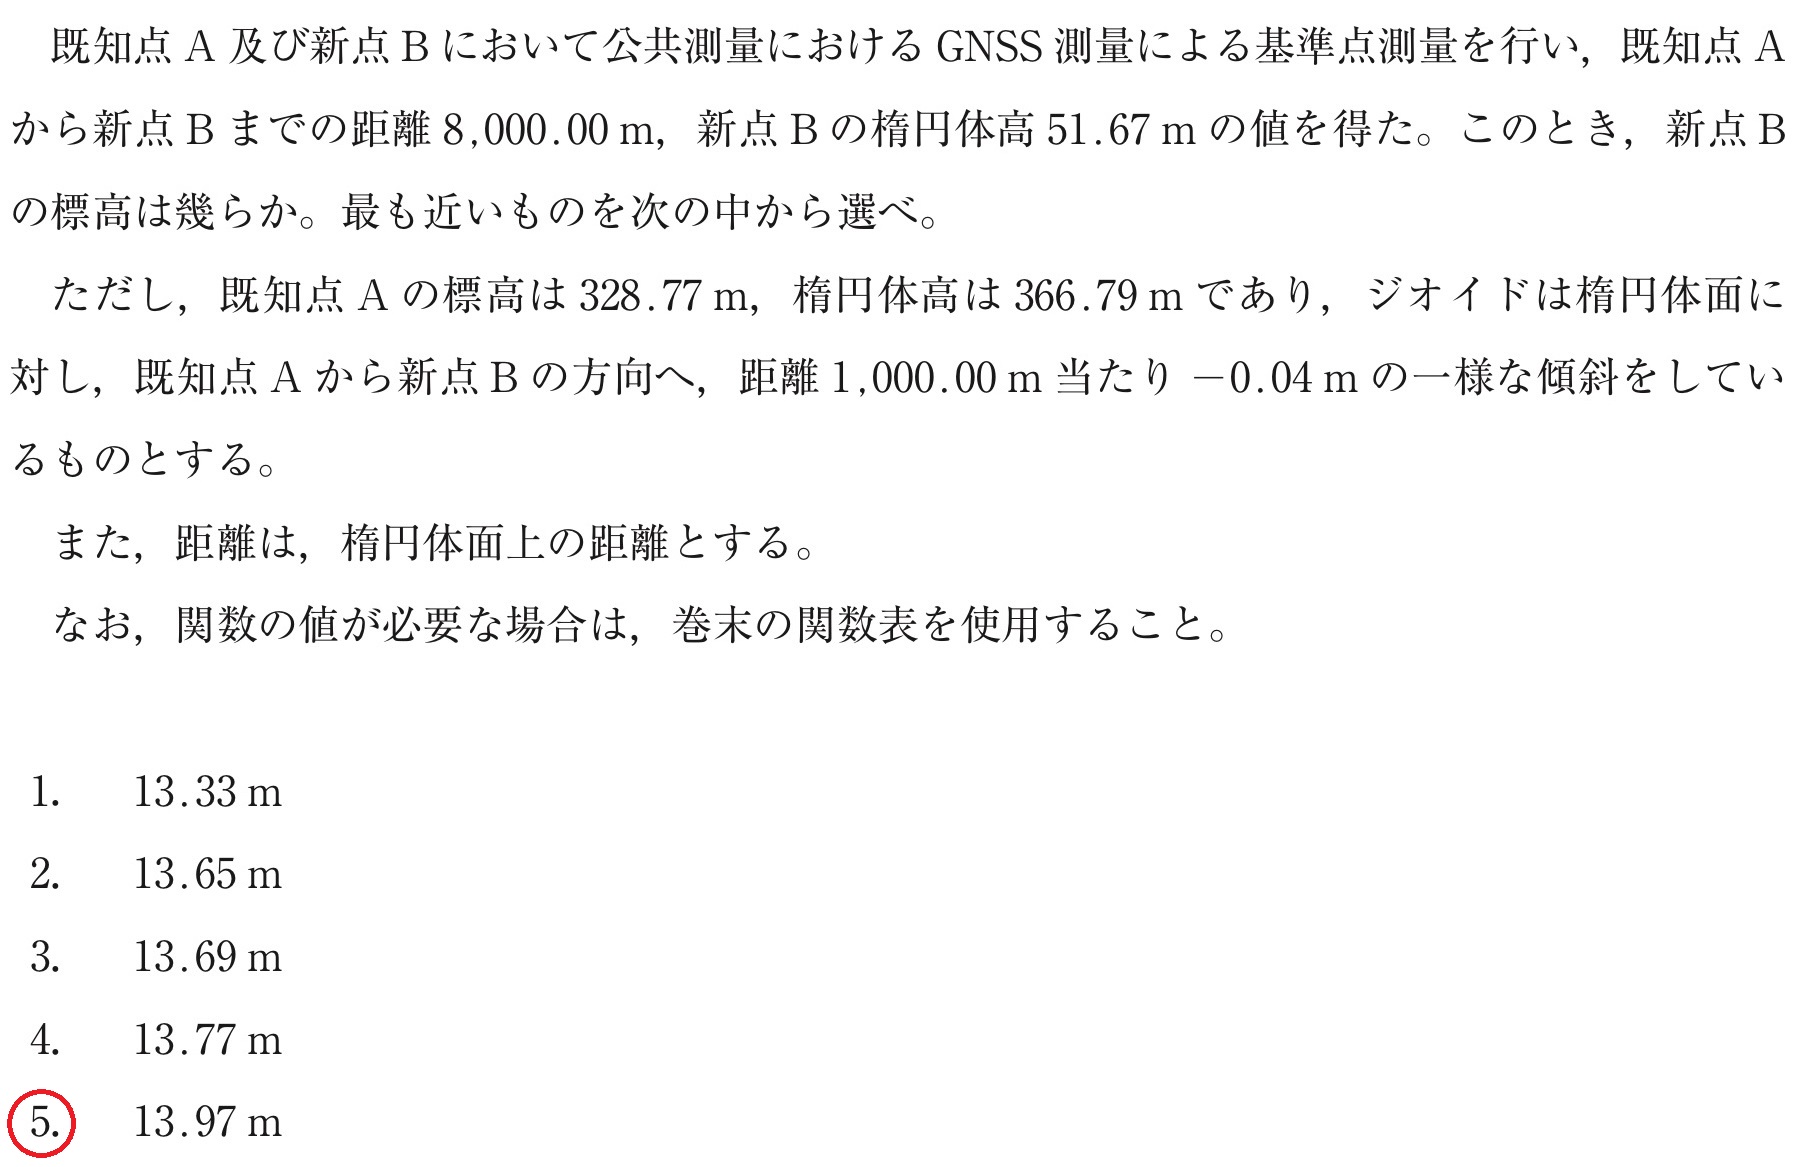 既知点 A 及び新点 B において公共測量における GNSS 測量による基準点測量を行い，既知点 A
から新点 B までの距離 8,000.00 m，新点 B の楕円体高 51.67 m の値を得た。このとき，新点 B
の標高は幾らか。最も近いものを次の中から選べ。
ただし，既知点 A の標高は 328.77 m，楕円体高は 366.79 m であり，ジオイドは楕円体面に
対し，既知点 A から新点 B の方向へ，距離 1,000.00 m 当たり －0.04 m の一様な傾斜をしてい
るものとする。
また，距離は，楕円体面上の距離とする。
なお，関数の値が必要な場合は，巻末の関数表を使用すること。
1. 13.33 m
2. 13.65 m
3. 13.69 m
4. 13.77 m
5. 13.97 m